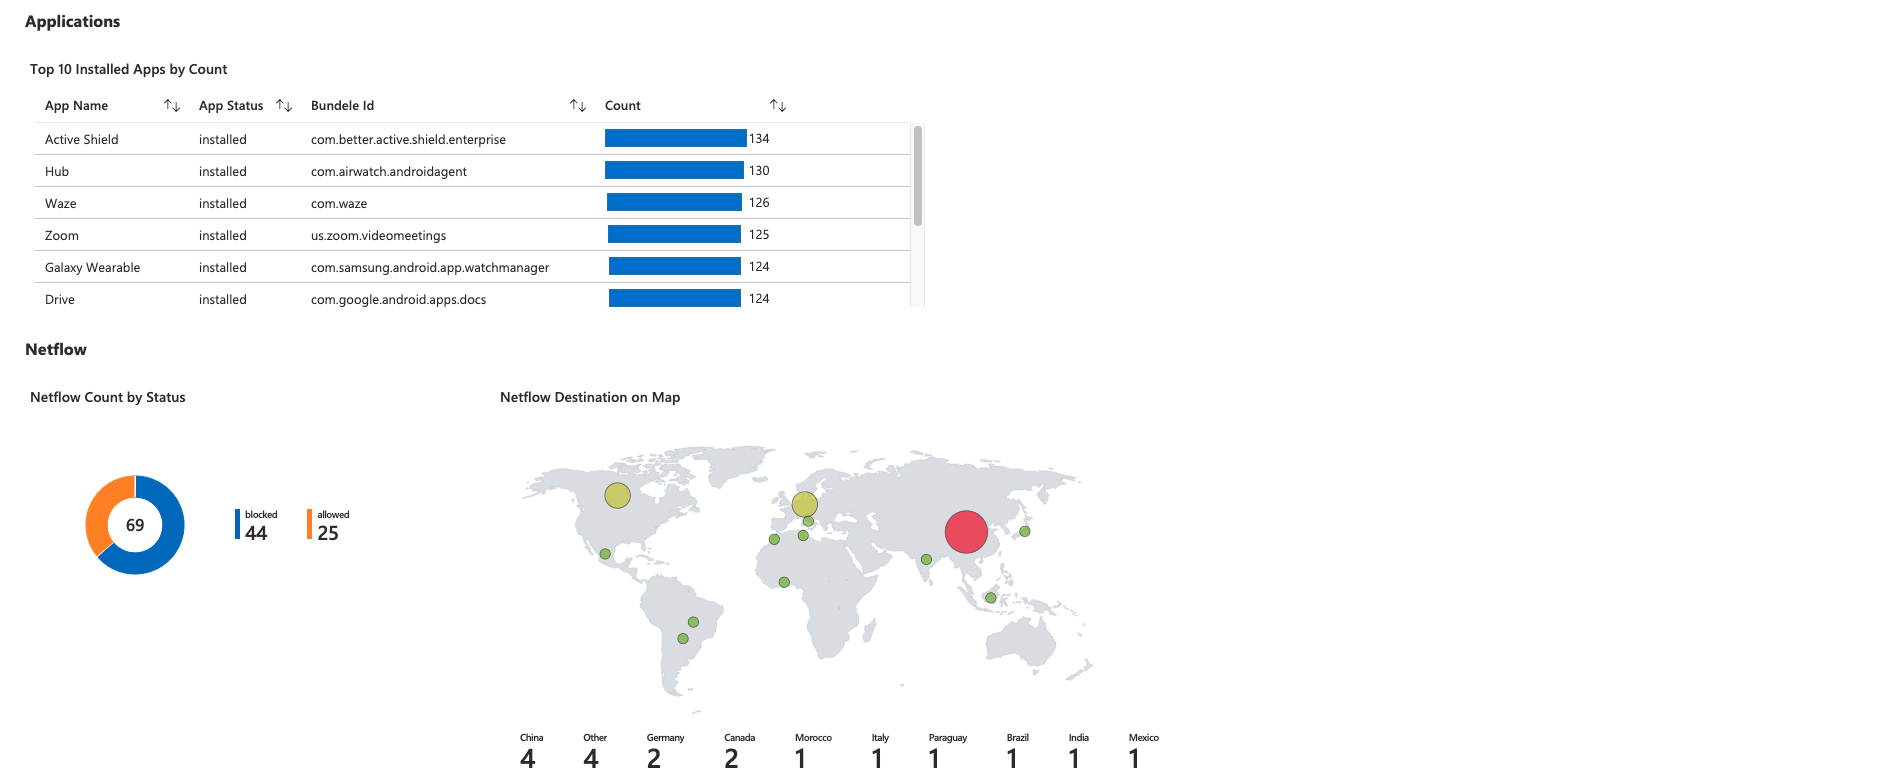 Applications
Top 10 Installed Apps by Count
App Name App Status Bundele Id Count
Active Shield installed com.better.active.shield.enterprise 134
Hub installed com.airwatch.androidagent 130
Waze installed com.waze 126
Zoom installed us.zoom.videomeetings 125
Galaxy Wearable installed com.samsung.android.app.watchmanager 124
Drive installed com.google.android.apps.docs 124
Netflow
Netflow Count by Status
69
blocked allowed
44 25
Netflow Destination on Map
China Other Germany Canada Morocco Italy Paraguay Brazil India Mexico
4 4 2 2 1 1 1 1 1 1